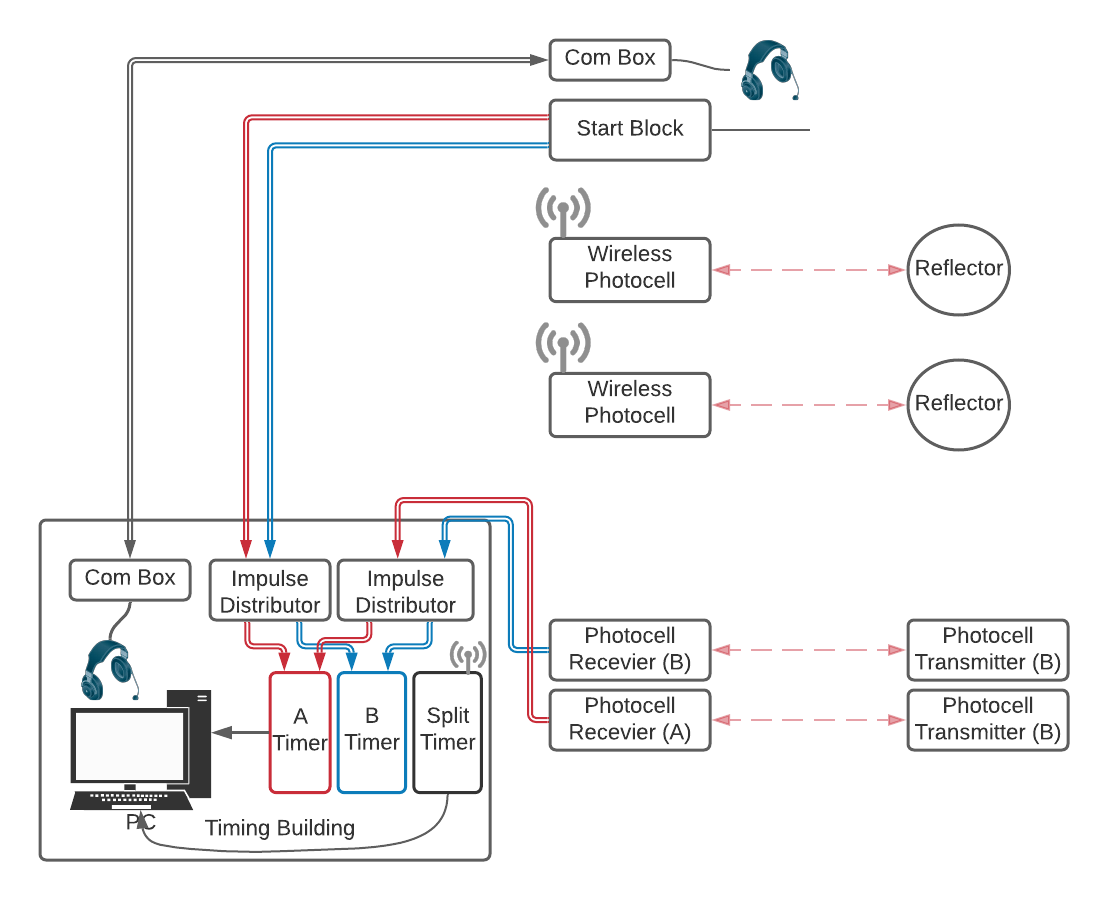 Com Box
Start Block
Wireless
Photocell
Reflector
Wireless
Photocell
Reflector
Com Box
Impulse
Distributor
Impulse
Distributor
Photocell
Recevier (B)
Photocell
Transmitter (B)
Photocell
Recevier (A)
Photocell
Transmitter (B)
A
Timer
B
Timer
Split
Timer
PC
Timing Building